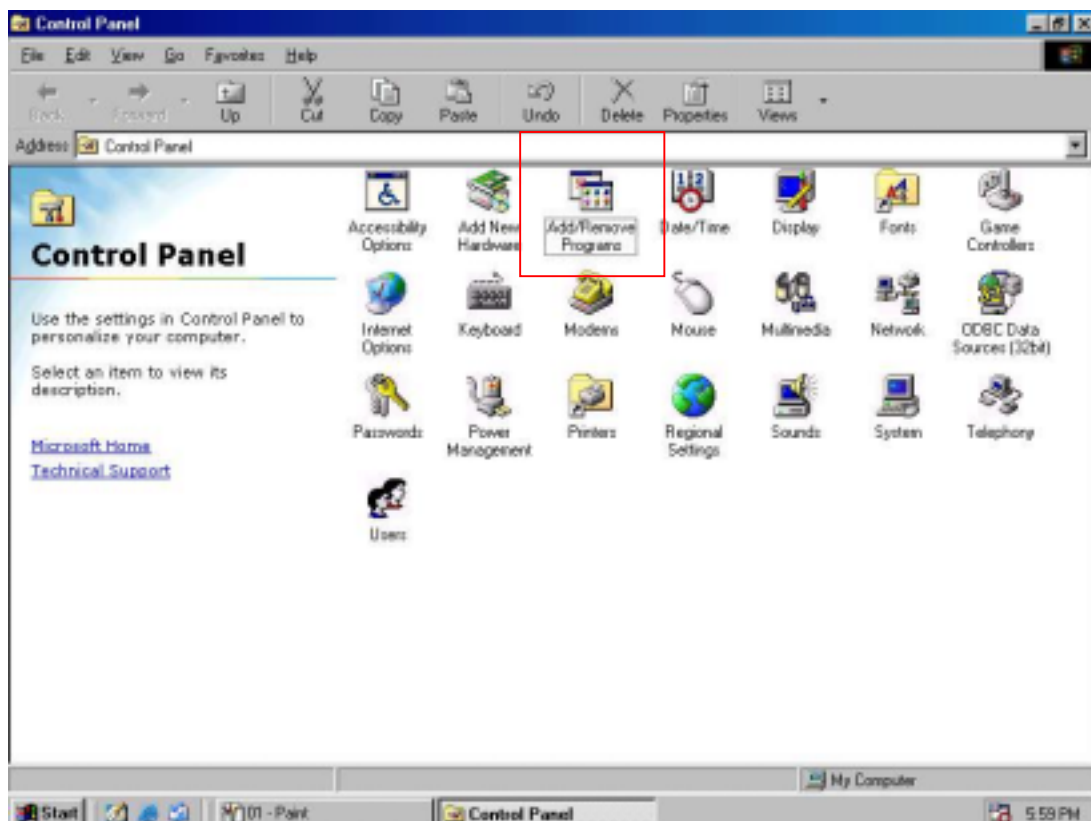 Control Panel
File Edit View Go Favorites Help
Back Forward Up Cut Copy Paste Undo Delete Properties Views
Address Control Panel
Accessibility Options
Add New Hardware
Add/Remove Programs
Date/Time
Display
Fonts
Game Controllers
Control Panel
Use the settings in Control Panel to
personalize your computer.
Select an item to view its
description.
Microsoft Home
Technical Support
Internet Options
Keyboard
Modems
Mouse
Multimedia
Network
ODBC Data Sources (32bit)
Passwords
Power Management
Printers
Regional Settings
Sounds
System
Telephony
Users
My Computer
Start 01 - Paint Control Panel 5:59 PM